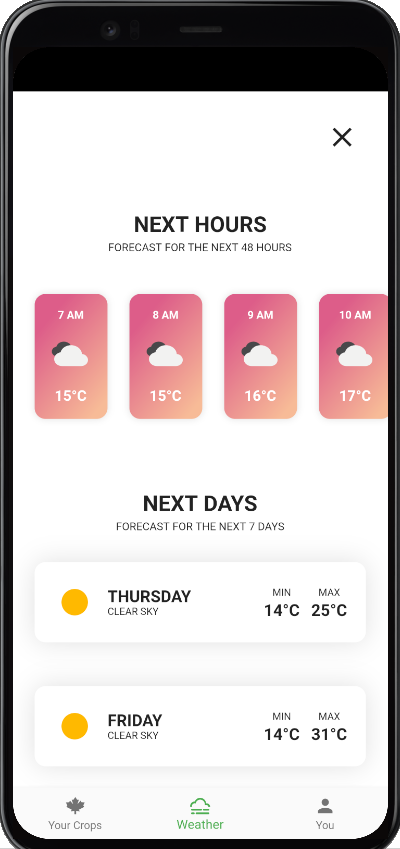 NEXT HOURS
FORECAST FOR THE NEXT 48 HOURS
7 AM 8 AM 9 AM 10 AM
15°C 15°C 16°C 17°C
NEXT DAYS
FORECAST FOR THE NEXT 7 DAYS
MIN MAX
THURSDAY 14°C 25°C
CLEAR SKY
MIN MAX
FRIDAY 14°C 31°C
CLEAR SKY
Your Crops Weather You